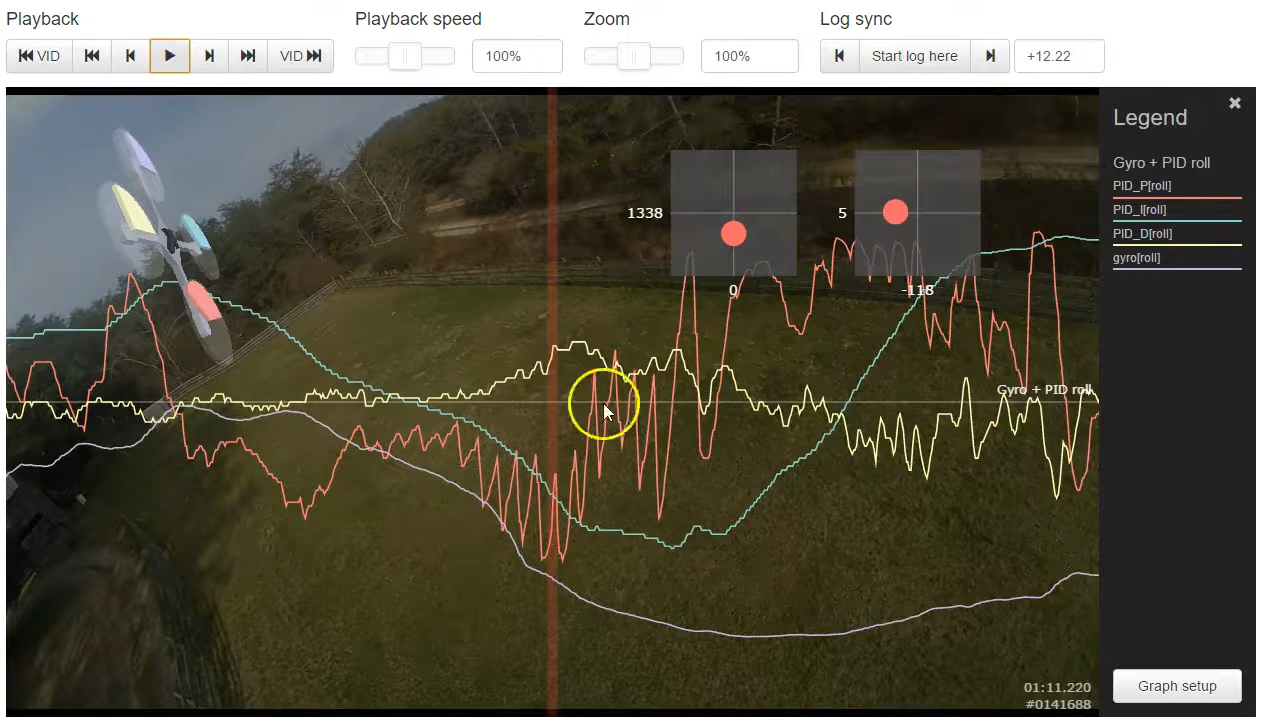 Playback
Playback speed
Zoom
Log sync
VID
VID
100%
100%
Start log here
+12.22
Legend
Gyro + PID roll
PID_P[roll]
PID_I[roll]
PID_D[roll]
gyro[roll]
1338
0
5
-118
Gyro + PID roll
01:11.220
#0141688
Graph setup